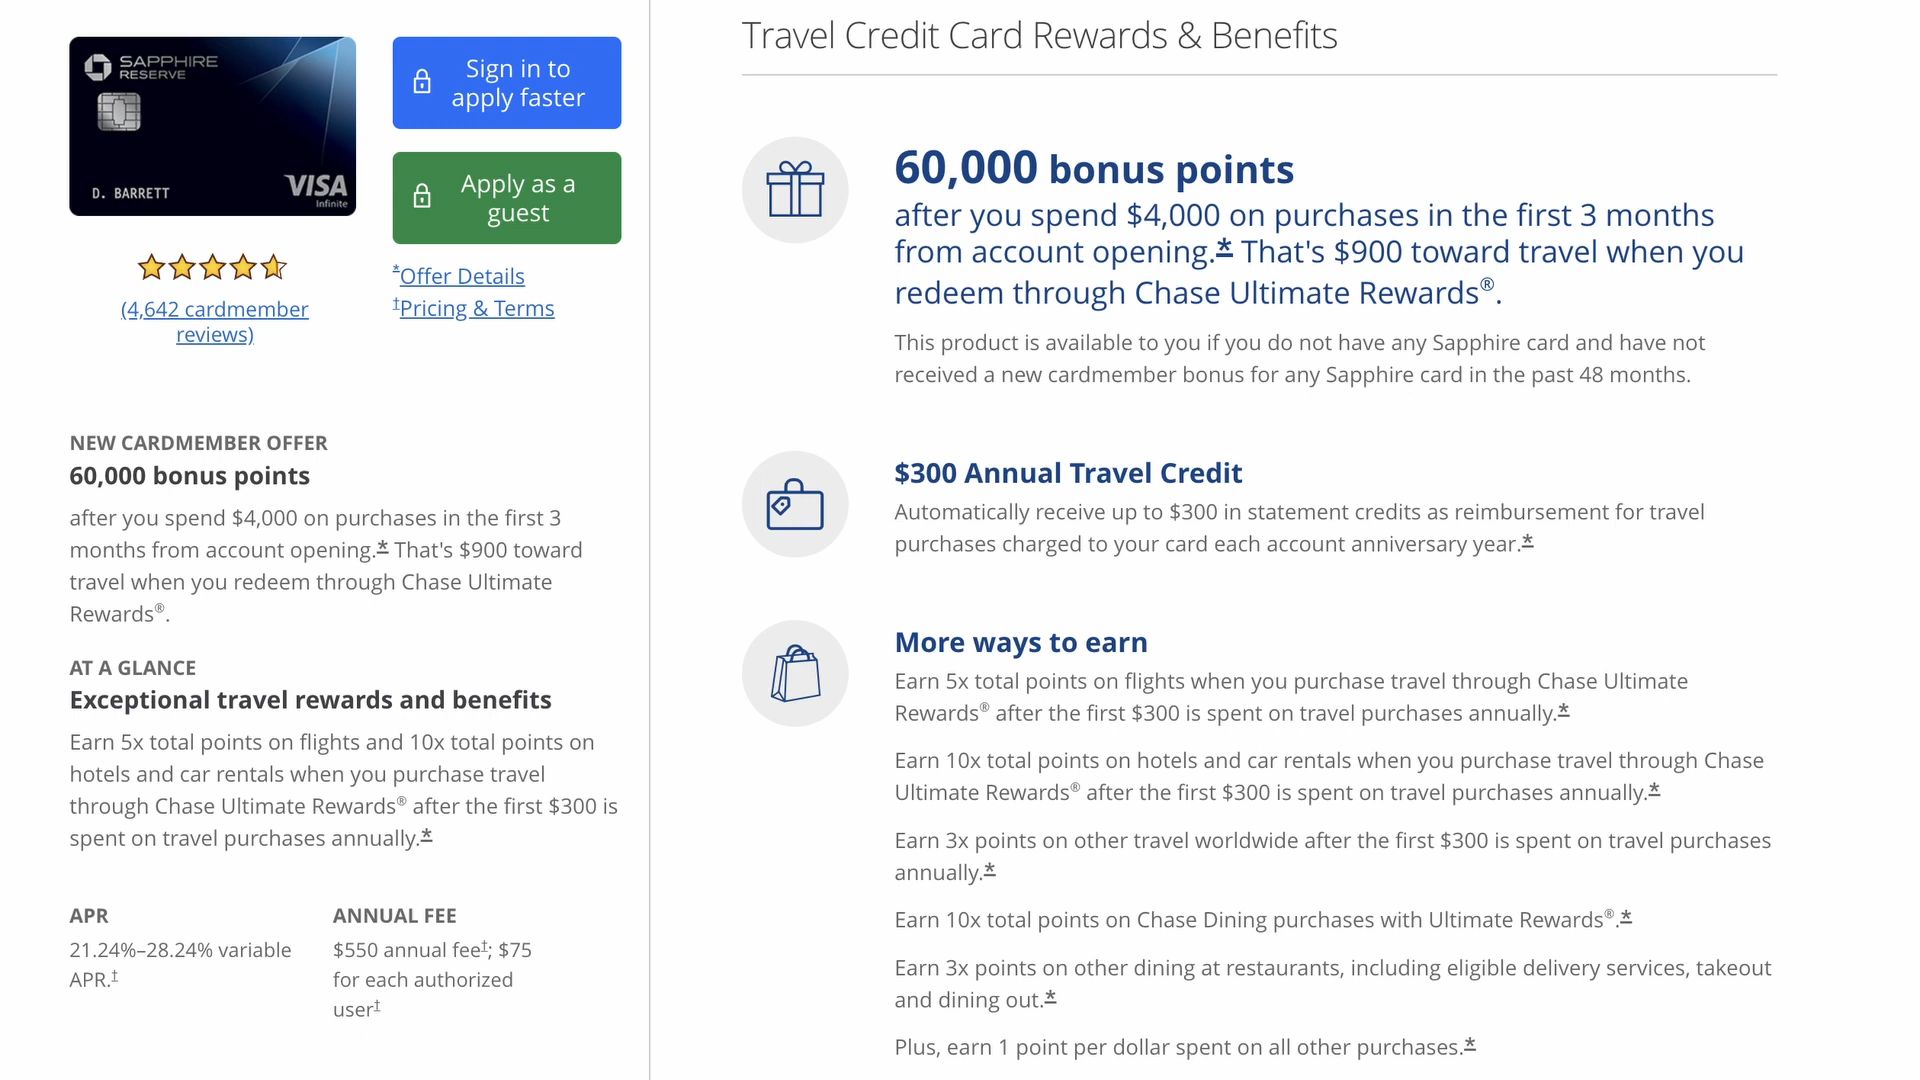 SAPPHIRE
RESERVE
D. BARRETT
VISA
Infinite
Sign in to
apply faster
Apply as a
guest
*Offer Details
†Pricing & Terms
(4,642 cardmember
reviews)
NEW CARDMEMBER OFFER
60,000 bonus points
after you spend $4,000 on purchases in the first 3
months from account opening.* That's $900 toward
travel when you redeem through Chase Ultimate
Rewards®.
AT A GLANCE
Exceptional travel rewards and benefits
Earn 5x total points on flights and 10x total points on
hotels and car rentals when you purchase travel
through Chase Ultimate Rewards® after the first $300 is
spent on travel purchases annually.*
APR
21.24%–28.24% variable
APR.†
ANNUAL FEE
$550 annual fee‡; $75
for each authorized
user‡
Travel Credit Card Rewards & Benefits
60,000 bonus points
after you spend $4,000 on purchases in the first 3 months
from account opening.* That's $900 toward travel when you
redeem through Chase Ultimate Rewards®.
This product is available to you if you do not have any Sapphire card and have not
received a new cardmember bonus for any Sapphire card in the past 48 months.
$300 Annual Travel Credit
Automatically receive up to $300 in statement credits as reimbursement for travel
purchases charged to your card each account anniversary year.*
More ways to earn
Earn 5x total points on flights when you purchase travel through Chase Ultimate
Rewards® after the first $300 is spent on travel purchases annually.*
Earn 10x total points on hotels and car rentals when you purchase travel through Chase
Ultimate Rewards® after the first $300 is spent on travel purchases annually.*
Earn 3x points on other travel worldwide after the first $300 is spent on travel purchases
annually.*
Earn 10x total points on Chase Dining purchases with Ultimate Rewards®.*
Earn 3x points on other dining at restaurants, including eligible delivery services, takeout
and dining out.*
Plus, earn 1 point per dollar spent on all other purchases.*